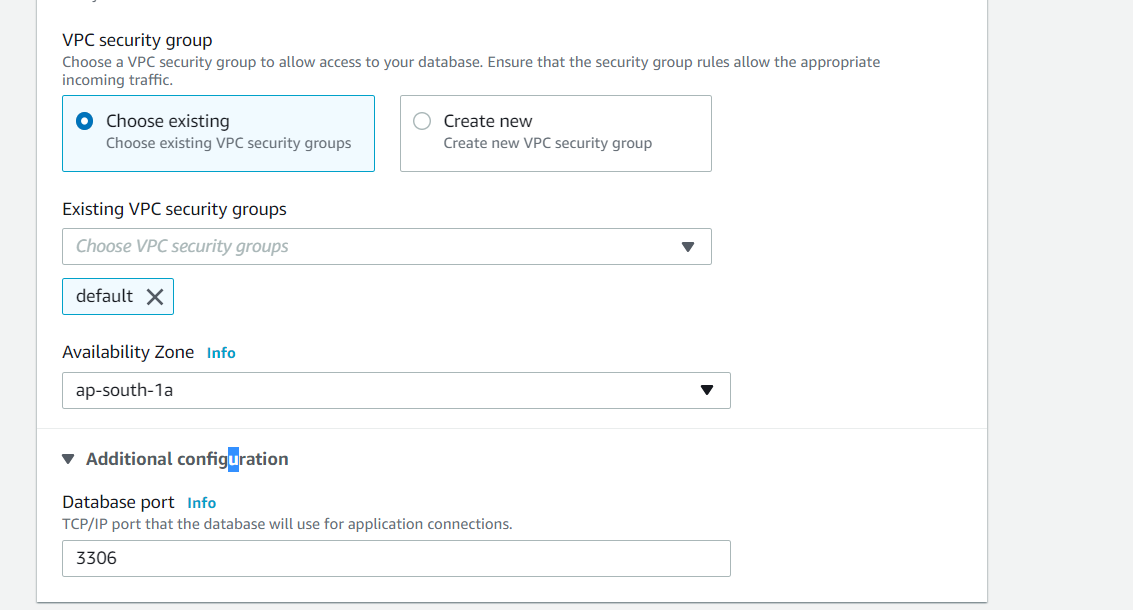 VPC security group
Choose a VPC security group to allow access to your database. Ensure that the security group rules allow the appropriate
incoming traffic.
Choose existing
Choose existing VPC security groups
Create new
Create new VPC security group
Existing VPC security groups
Choose VPC security groups
default
Availability Zone Info
ap-south-1a
Additional configuration
Database port Info
TCP/IP port that the database will use for application connections.
3306